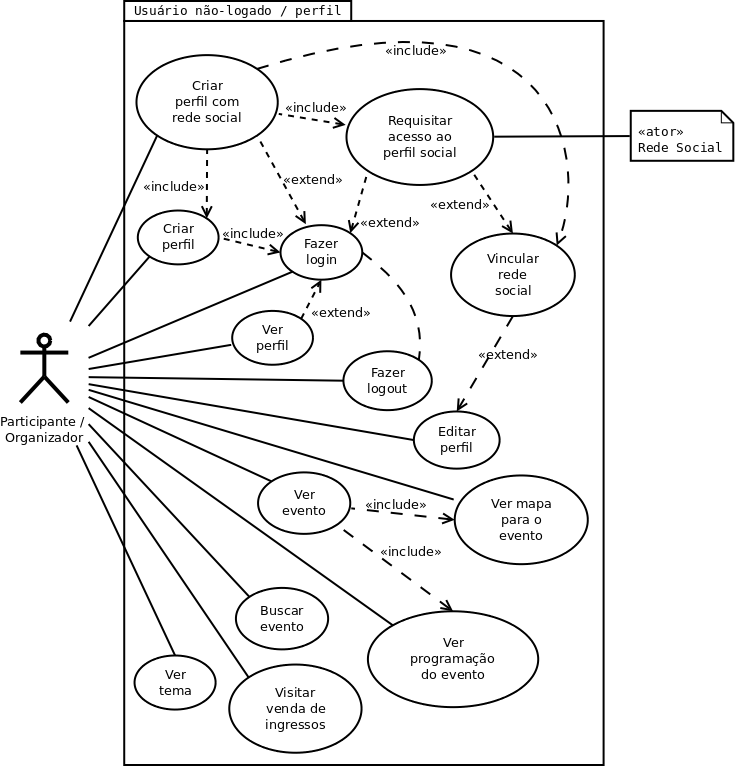 Usuário não-logado / perfil
«include»
Criar
perfil com
rede social
«include»
Requisitar
acesso ao
perfil social
«ator»
Rede Social
«extend»
«include»
«extend»
«extend»
Criar
perfil
«include»
Fazer
login
Vincular
rede
social
«extend»
Ver
perfil
«extend»
Fazer
logout
Participante /
Organizador
Editar
perfil
Ver
evento
«include»
Ver mapa
para o
evento
«include»
Buscar
evento
Ver
programação
do evento
Ver
tema
Visitar
venda de
ingressos